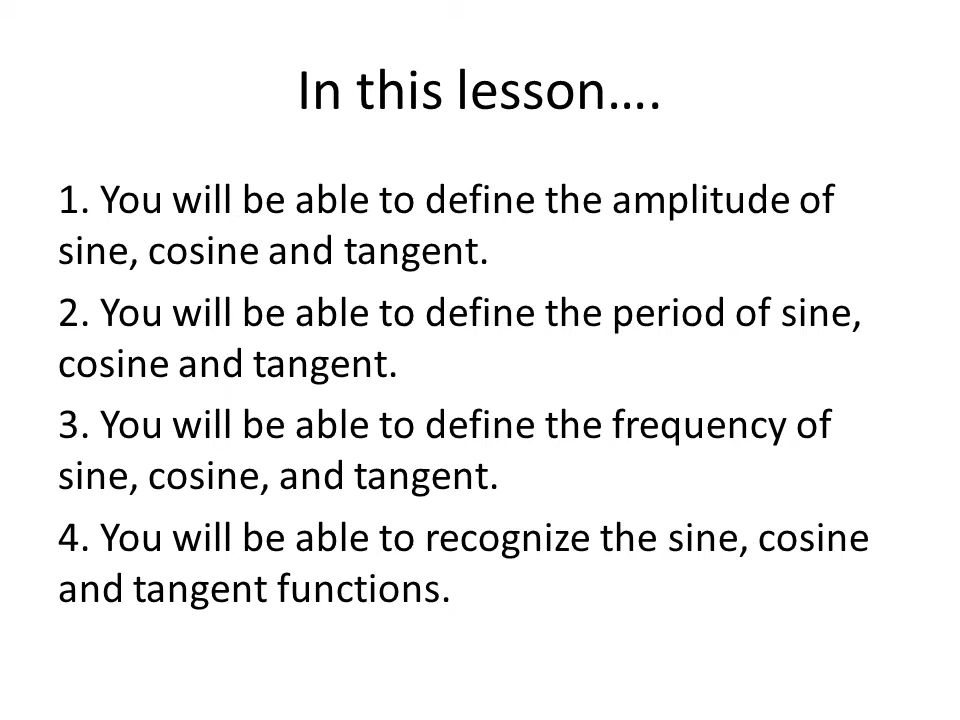 In this lesson….
1. You will be able to define the amplitude of
sine, cosine and tangent.
2. You will be able to define the period of sine,
cosine and tangent.
3. You will be able to define the frequency of
sine, cosine, and tangent.
4. You will be able to recognize the sine, cosine
and tangent functions.